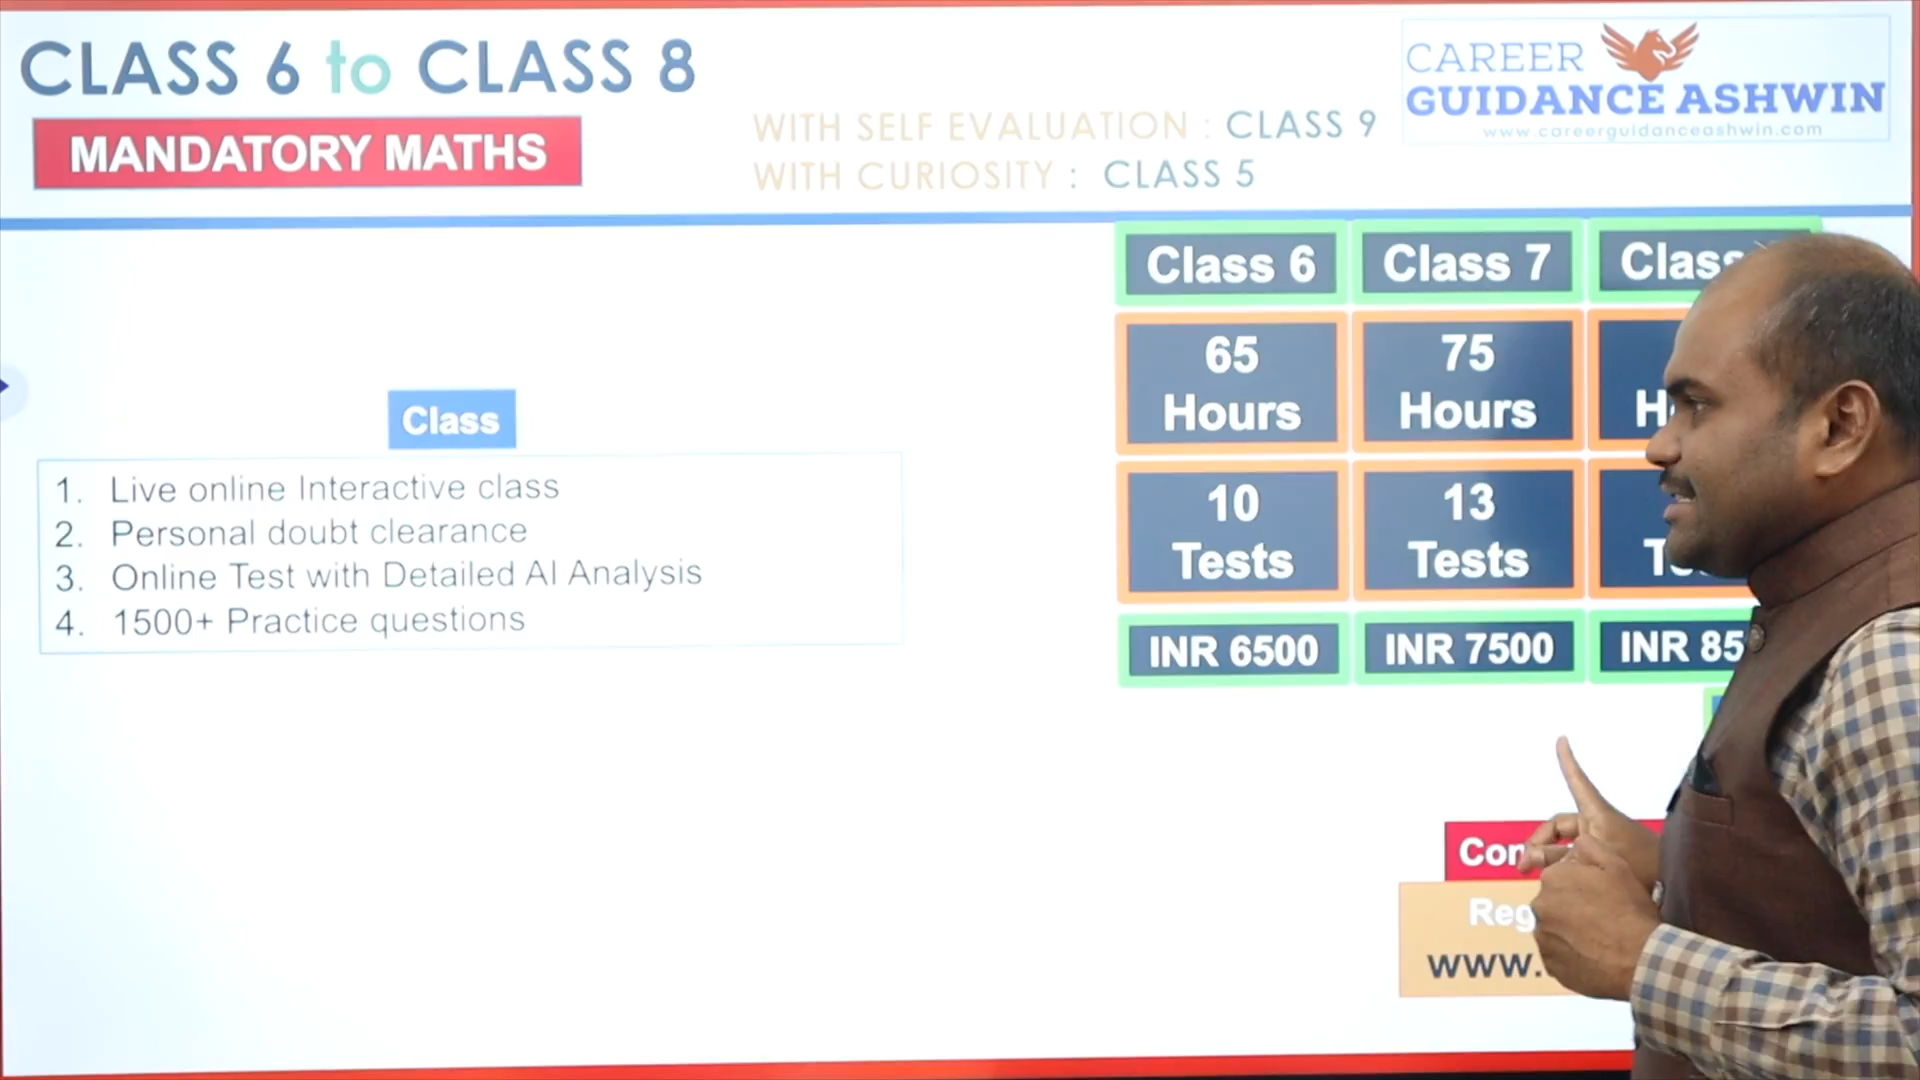 CLASS 6 to CLASS 8
MANDATORY MATHS
WITH SELF EVALUATION : CLASS 9
WITH CURIOSITY : CLASS 5
CAREER
GUIDANCE ASHWIN
www.careerguidanceashwin.com
Class
1. Live online Interactive class
2. Personal doubt clearance
3. Online Test with Detailed AI Analysis
4. 1500+ Practice questions
Class 6 Class 7
65 75
Hours Hours
10 13
Tests Tests
INR 6500 INR 7500 INR